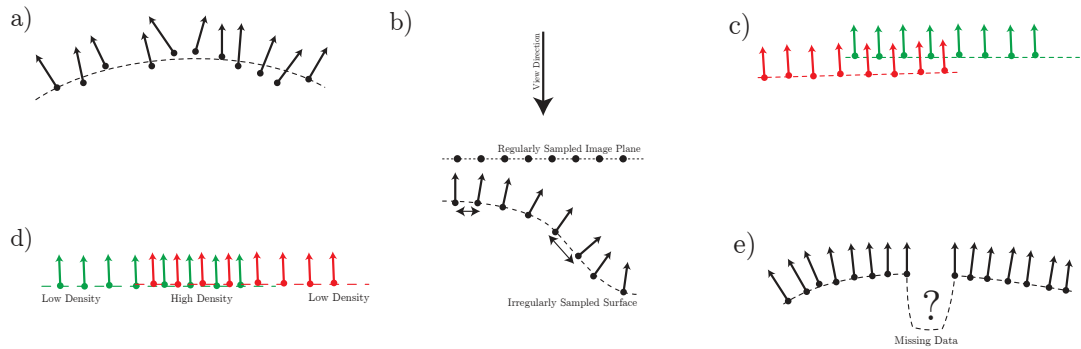 a)
b)
View Direction
Regularly Sampled Image Plane
Irregularly Sampled Surface
c)
d)
Low Density High Density Low Density
e)
?
Missing Data